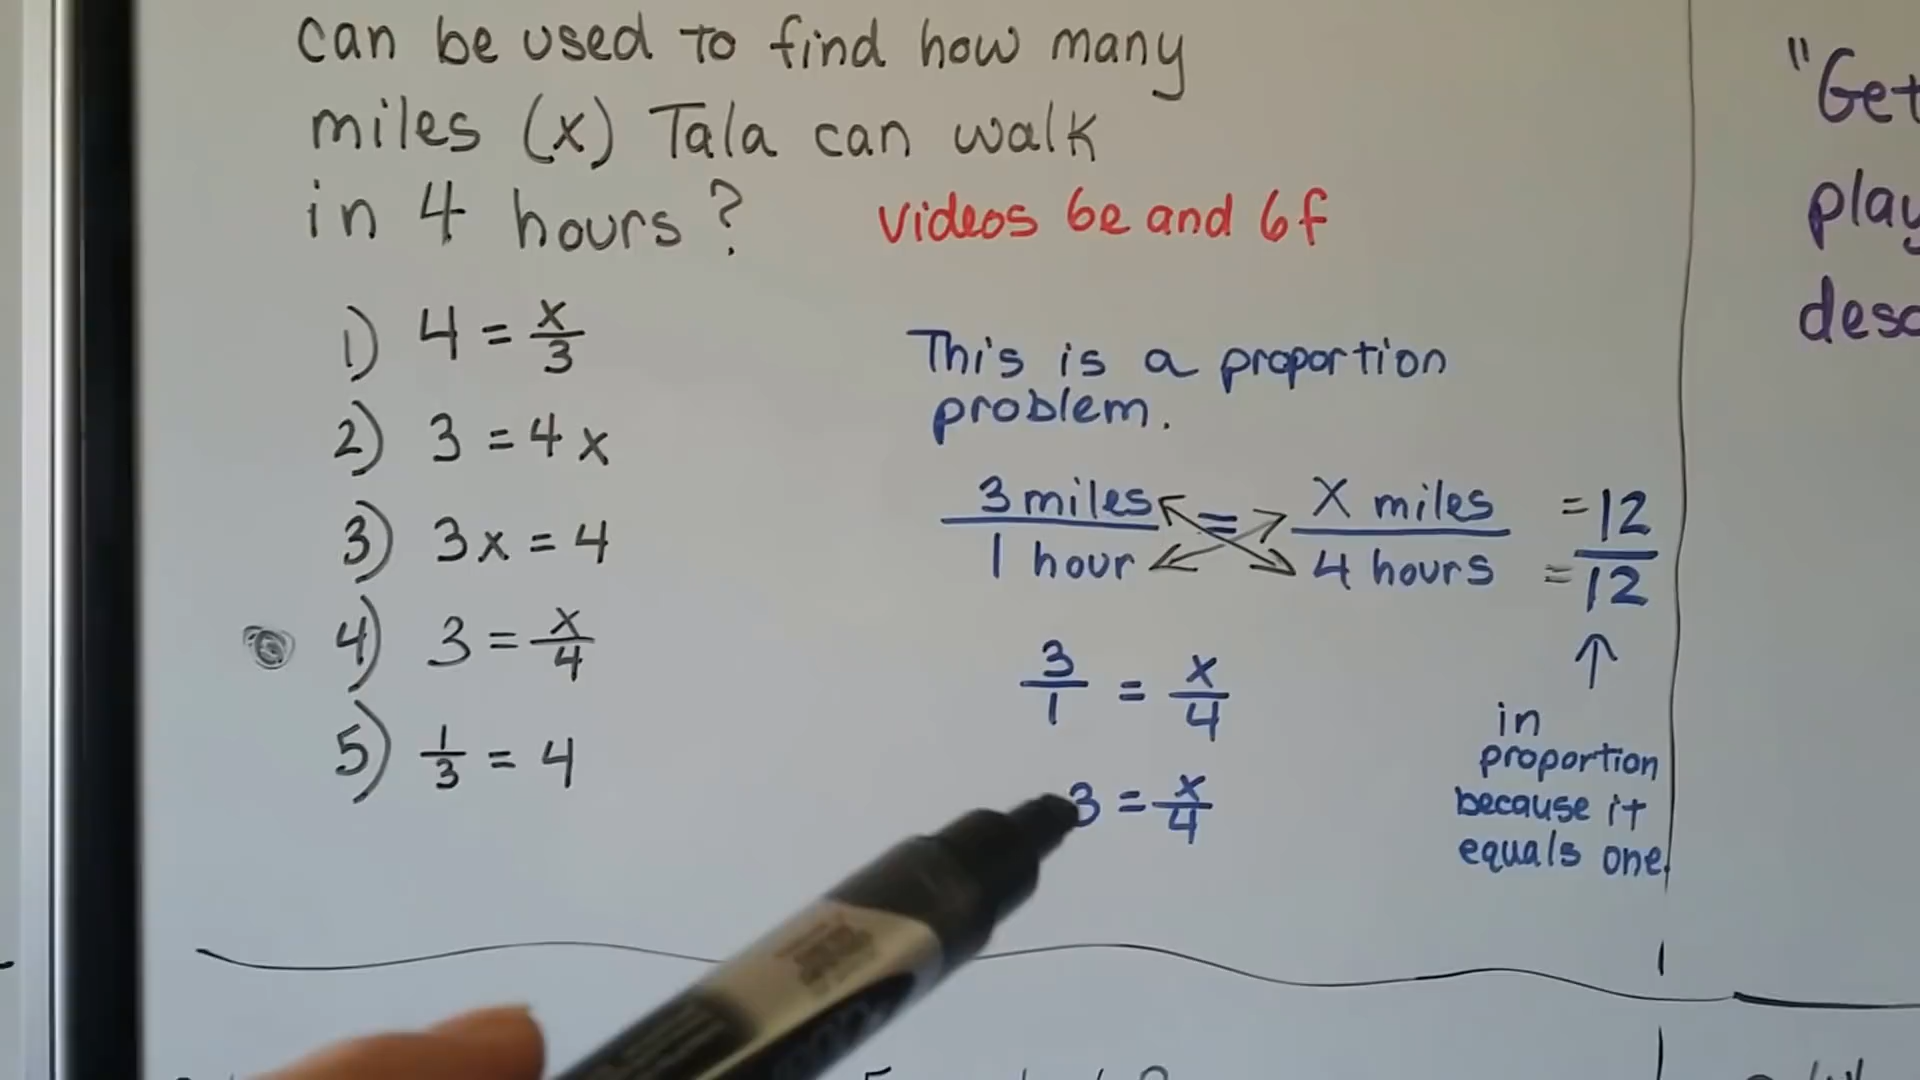 can be used to find how many
miles (x) Tala can walk
in 4 hours?
videos 6e and 6f
1) 4 = x/3
2) 3 = 4x
3) 3x = 4
4) 3 = x/4
5) 1/3 = 4
This is a proportion
problem.
3 miles/1 hour = x miles/4 hours = 12/= 12
3/1 = x/4
3 = x/4
in
proportion
because it
equals one.
"Get
play
desc